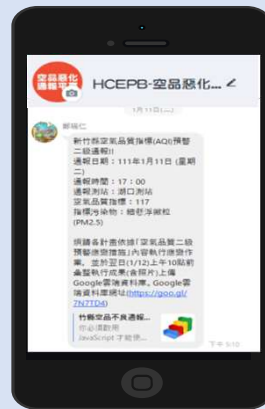 空品惡化
通報專區
HCEPB-空品惡化...
1月11日(二)
新竹縣空氣品質指標(AQI)預警
二級通報!!
通報日期：111年1月11日 (星期
二)
通報時間：17：00
通報測站：湖口測站
空氣品質指標：117
指標污染物：細懸浮微粒
(PM2.5)
煩請各計畫依據「空氣品質二級
預警應變措施」內容執行應變作
業。 並於翌日(1/12)上午10點前
彙整執行成果(含照片)上傳
Google雲端資料庫。Google雲
端資料庫網址(https://goo.gl/
7N7TD4)
竹縣空品不良通報...
你必須啟用
JavaScript 才能使...
下午 5:10